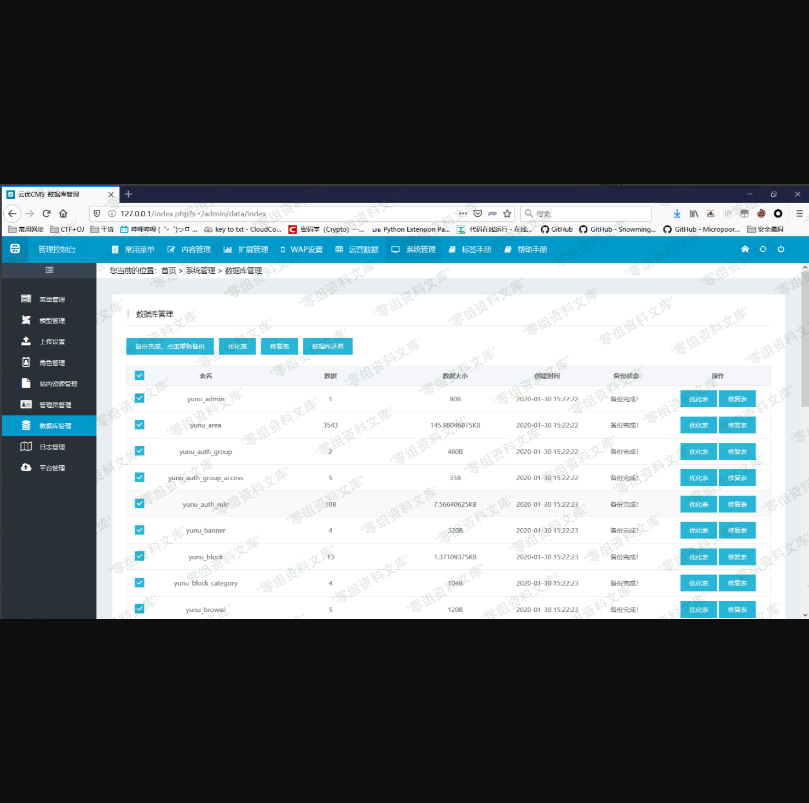 云优CMS 数据库管理
127.0.0.1/index.php?s=/admin/data/index
php
搜索
常用网址 CTF+OJ 干货 哔哩哔哩 ( ゜- ゜)つロ ... key to txt - CloudCo... 密码学（Crypto）—... Python Extension Pa... 代码在线运行 - 在线... GitHub GitHub - Snowming... GitHub - Micropoor... 安全脑图
管理控制台 常用菜单 内容管理 扩展管理 WAP设置 运营数据 系统管理 标签手册 帮助手册
您当前的位置：首页 > 系统管理 > 数据库管理
菜单管理
模型管理
上传设置
角色管理
站内资源管理
管理员管理
数据库管理
日志管理
平台管理
数据库管理
备份完成，点击重新备份 优化表 修复表 数据库还原
表名 数据 数据大小 创建时间 备份状态 操作
yunu_admin 1 80B 2020-01-30 15:22:22 备份完成! 优化表 修复表
yunu_area 3543 145.98046875KB 2020-01-30 15:22:22 备份完成! 优化表 修复表
yunu_auth_group 2 480B 2020-01-30 15:22:22 备份完成! 优化表 修复表
yunu_auth_group_access 5 35B 2020-01-30 15:22:22 备份完成! 优化表 修复表
yunu_auth_rule 108 7.56640625KB 2020-01-30 15:22:23 备份完成! 优化表 修复表
yunu_banner 4 320B 2020-01-30 15:22:23 备份完成! 优化表 修复表
yunu_block 13 1.37109375KB 2020-01-30 15:22:23 备份完成! 优化表 修复表
yunu_block_category 4 104B 2020-01-30 15:22:23 备份完成! 优化表 修复表
yunu_browse 5 120B 2020-01-30 15:22:23 备份完成! 优化表 修复表
零组资料文库